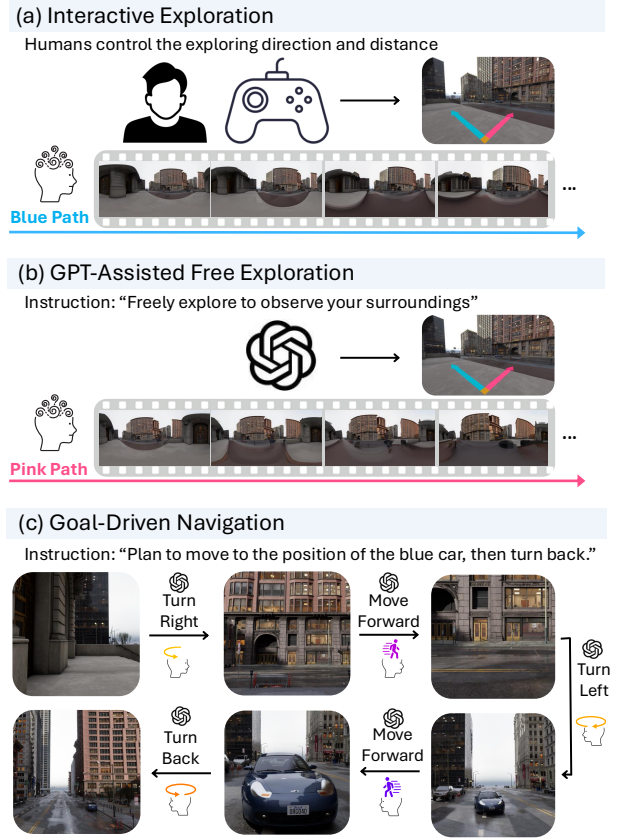 (a) Interactive Exploration
Humans control the exploring direction and distance
...
Blue Path
(b) GPT-Assisted Free Exploration
Instruction: “Freely explore to observe your surroundings”
...
Pink Path
(c) Goal-Driven Navigation
Instruction: “Plan to move to the position of the blue car, then turn back.”
Turn
Right
Move
Forward
Turn
Left
Turn
Back
Move
Forward